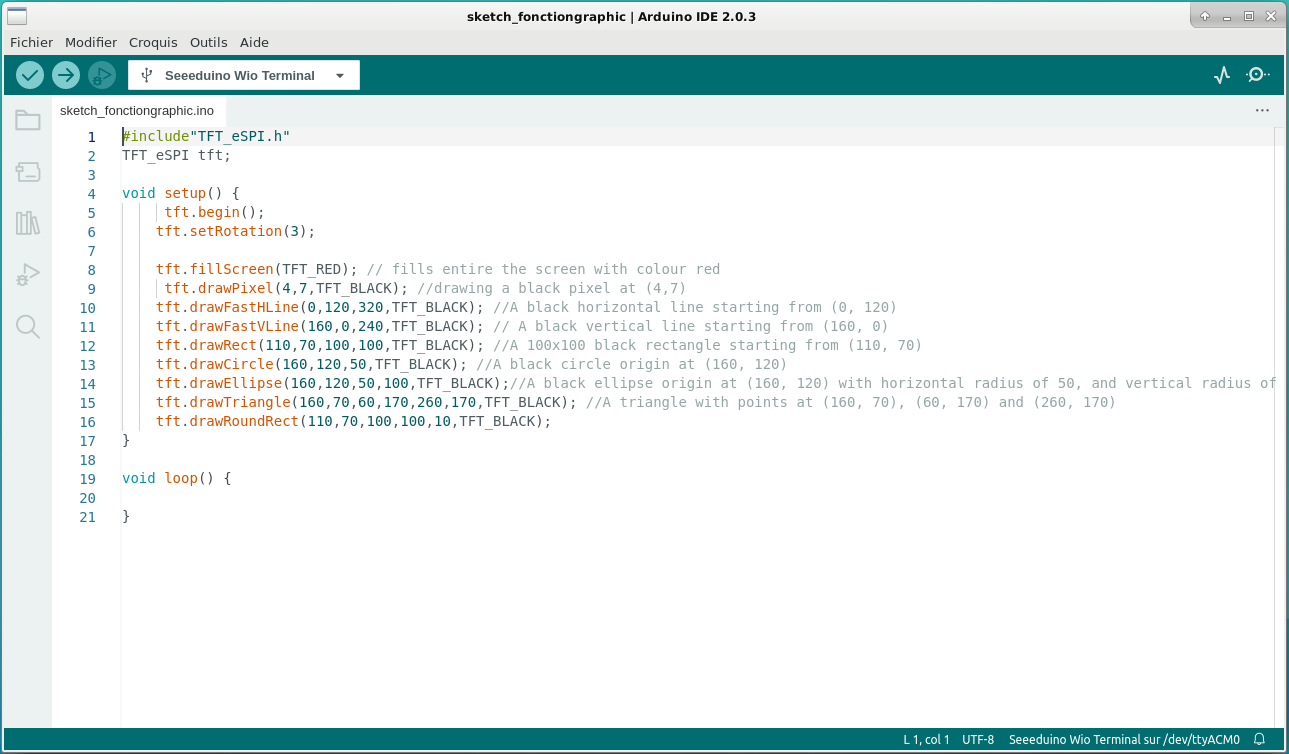 sketch_fonctiongraphic | Arduino IDE 2.0.3
Fichier Modifier Croquis Outils Aide
Seeeduino Wio Terminal
sketch_fonctiongraphic.ino
1 #include"TFT_eSPI.h"
2 TFT_eSPI tft;
3
4 void setup() {
5 tft.begin();
6 tft.setRotation(3);
7
8 tft.fillScreen(TFT_RED); // fills entire the screen with colour red
9 tft.drawPixel(4,7,TFT_BLACK); //drawing a black pixel at (4,7)
10 tft.drawFastHLine(0,120,320,TFT_BLACK); //A black horizontal line starting from (0, 120)
11 tft.drawFastVLine(160,0,240,TFT_BLACK); // A black vertical line starting from (160, 0)
12 tft.drawRect(110,70,100,100,TFT_BLACK); //A 100x100 black rectangle starting from (110, 70)
13 tft.drawCircle(160,120,50,TFT_BLACK); //A black circle origin at (160, 120)
14 tft.drawEllipse(160,120,50,100,TFT_BLACK);//A black ellipse origin at (160, 120) with horizontal radius of 50, and vertical radius of
15 tft.drawTriangle(160,70,60,170,260,170,TFT_BLACK); //A triangle with points at (160, 70), (60, 170) and (260, 170)
16 tft.drawRoundRect(110,70,100,100,10,TFT_BLACK);
17 }
18
19 void loop() {
20
21 }
L 1, col 1 UTF-8 Seeeduino Wio Terminal sur /dev/ttyACM0